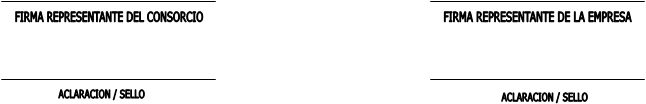 FIRMA REPRESENTANTE DEL CONSORCIO
FIRMA REPRESENTANTE DE LA EMPRESA
ACLARACION / SELLO
ACLARACION / SELLO